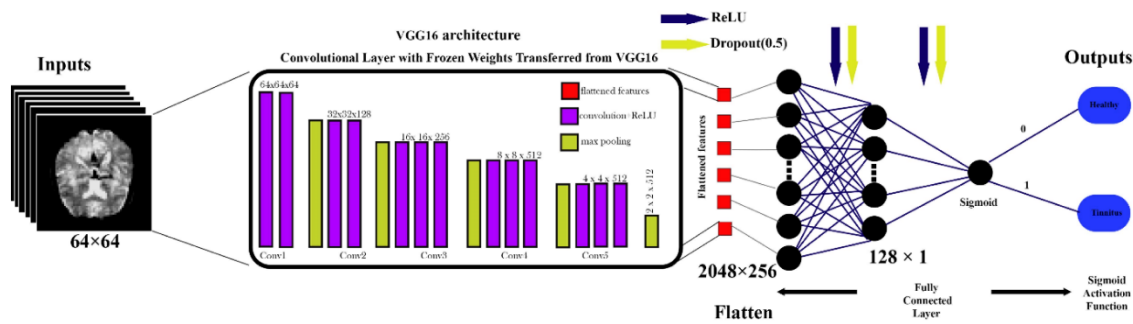 Inputs
64×64
VGG16 architecture
Convolutional Layer with Frozen Weights Transferred from VGG16
64x64x64
32x32x128
16x 16x 256
8 x 8 x 512
4 x 4 x 512
2 x 2 x 512
flattened features
convolution+ReLU
max pooling
Conv1
Conv2
Conv3
Conv4
Conv5
ReLU
Dropout(0.5)
Flattened features
2048×256
Flatten
128 × 1
Fully
Connected
Layer
Sigmoid
0
1
Outputs
Healthy
Tinnitus
Sigmoid
Activation
Function